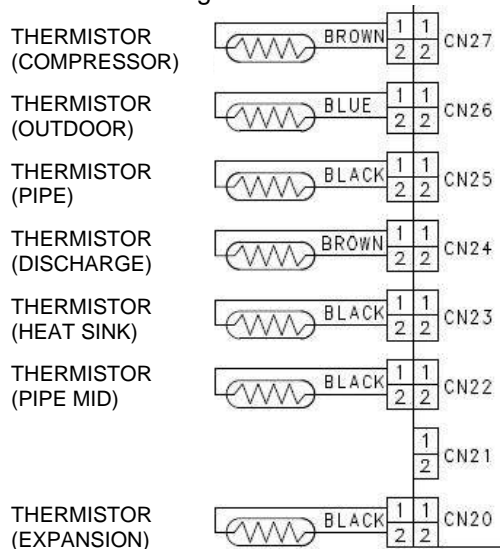 THERMISTOR
(COMPRESSOR)
BROWN
1 1
2 2
CN27
THERMISTOR
(OUTDOOR)
BLUE
1 1
2 2
CN26
THERMISTOR
(PIPE)
BLACK
1 1
2 2
CN25
THERMISTOR
(DISCHARGE)
BROWN
1 1
2 2
CN24
THERMISTOR
(HEAT SINK)
BLACK
1 1
2 2
CN23
THERMISTOR
(PIPE MID)
BLACK
1 1
2 2
CN22
1
2
CN21
THERMISTOR
(EXPANSION)
BLACK
1 1
2 2
CN20